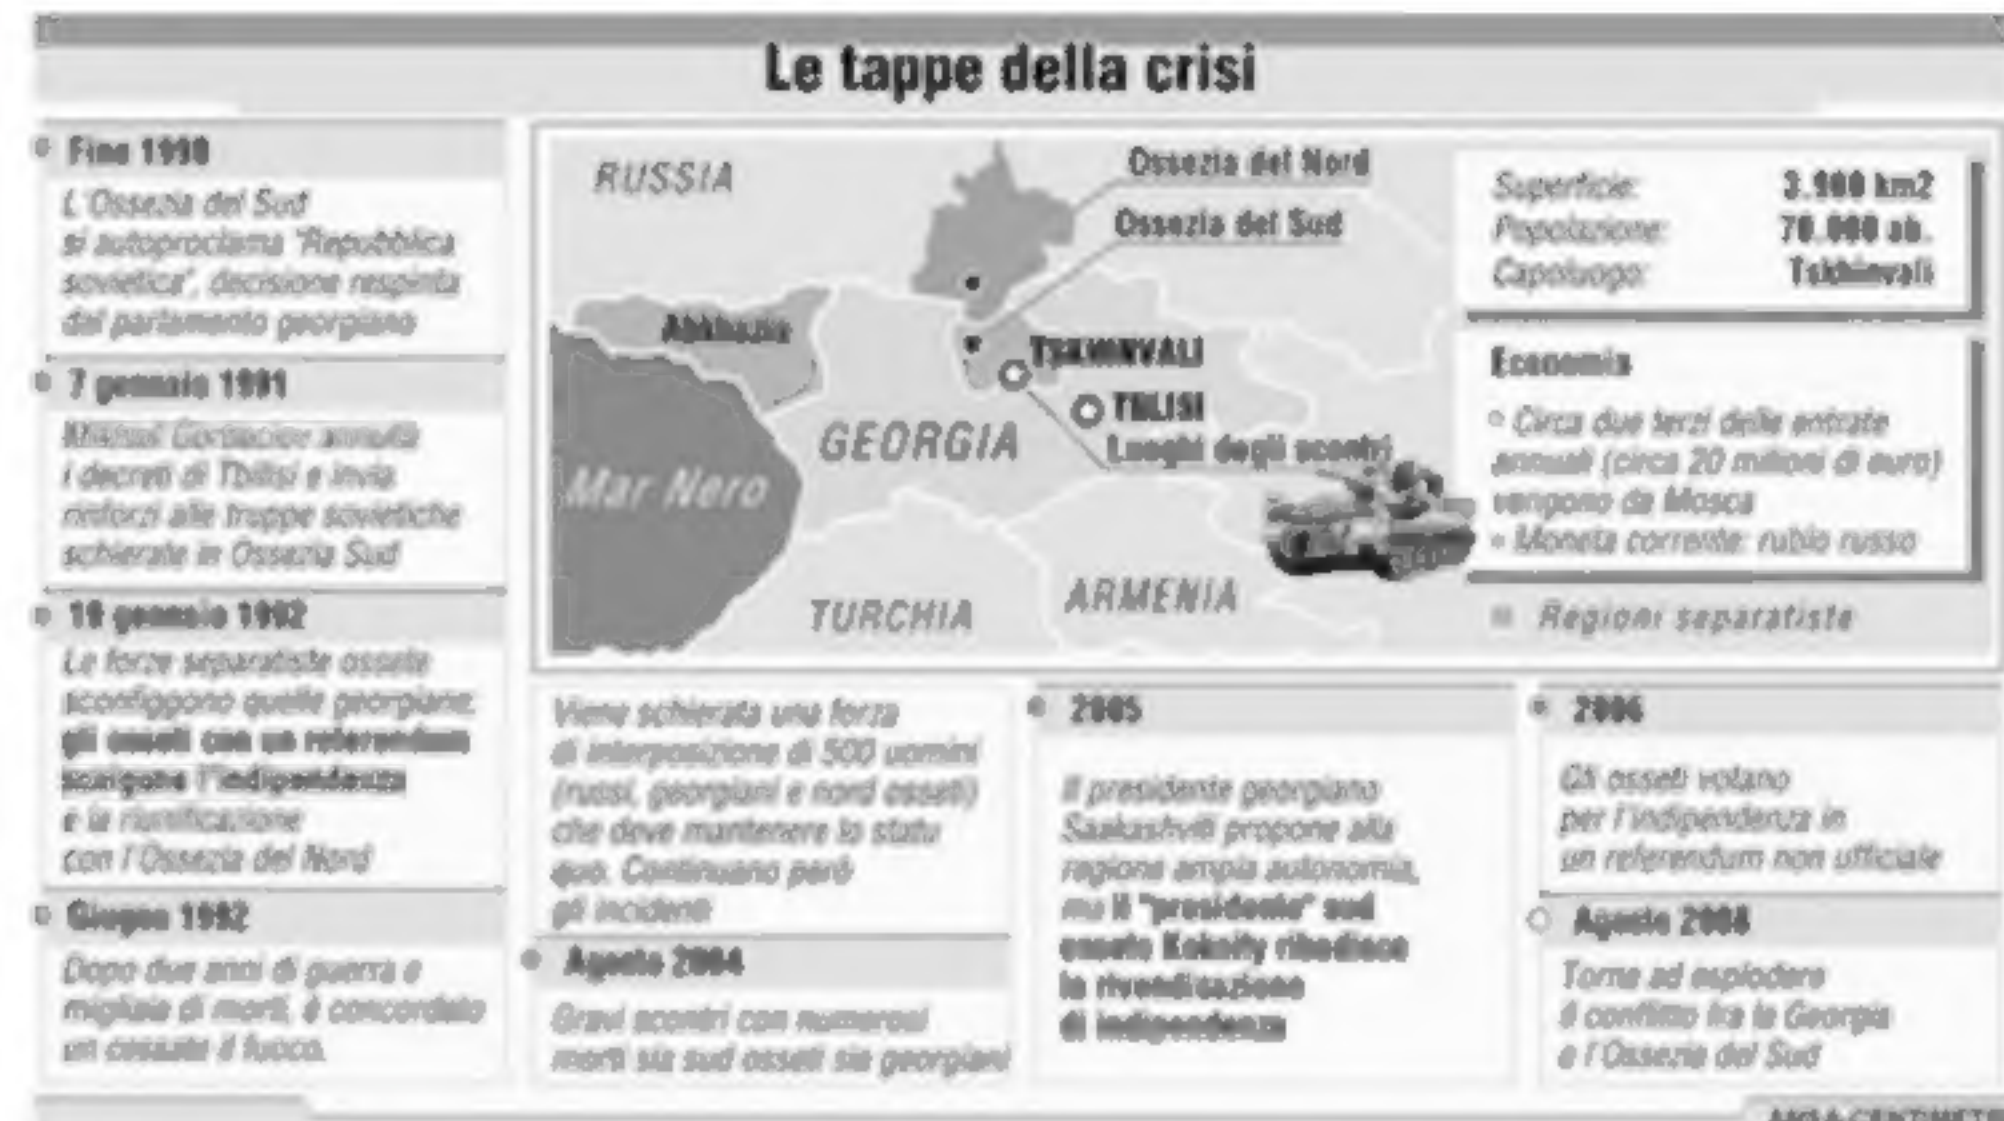 Le tappe della crisi
Fine 1990
L'Ossezia del Sud
si autoproclama "Repubblica
sovietica", decisione respinta
dal parlamento georgiano
7 gennaio 1991
Mikhail Gorbaciov annulla
i decreti di Tbilisi e invia
rinforzi alle truppe sovietiche
schierate in Ossezia Sud
19 gennaio 1992
Le forze separatiste ossete
sconfiggono quelle georgiane:
gli osseti con un referendum
scelgono l'indipendenza
e la riunificazione
con l'Ossezia del Nord
Giugno 1992
Dopo due anni di guerra e
migliaia di morti, è concordato
un cessate il fuoco.
RUSSIA
Ossezia del Nord
Ossezia del Sud
Abkhazia
TSKHINVALI
TBILISI
GEORGIA
Luoghi degli scontri
Mar Nero
TURCHIA
ARMENIA
Superficie: 3.900 km2
Popolazione: 70.000 ab.
Capoluogo: Tskhinvali
Economia
Circa due terzi delle entrate
annuali (circa 20 milioni di euro)
vengono da Mosca
Moneta corrente: rublo russo
Regioni separatiste
Viene schierata una forza
di interposizione di 500 uomini
(russi, georgiani e nord osseti)
che deve mantenere lo statu
quo. Continuano però
gli incidenti
Agosto 2004
Gravi scontri con numerosi
morti sia sud osseti sia georgiani
2005
Il presidente georgiano
Saakashvili propone alla
regione ampia autonomia,
ma il "presidente" sud
osseto Kokoity ribadisce
la rivendicazione
di indipendenza
2006
Gli osseti votano
per l'indipendenza in
un referendum non ufficiale
Agosto 2008
Torna ad esplodere
il conflitto fra la Georgia
e l'Ossezia del Sud